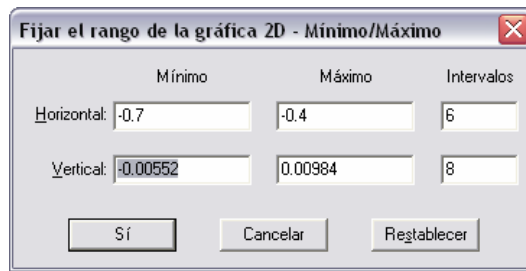 Fijar el rango de la gráfica 2D - Mínimo/Máximo
Mínimo Máximo Intervalos
Horizontal: -0.7 -0.4 6
Vertical: -0.00552 0.00984 8
Sí Cancelar Restablecer